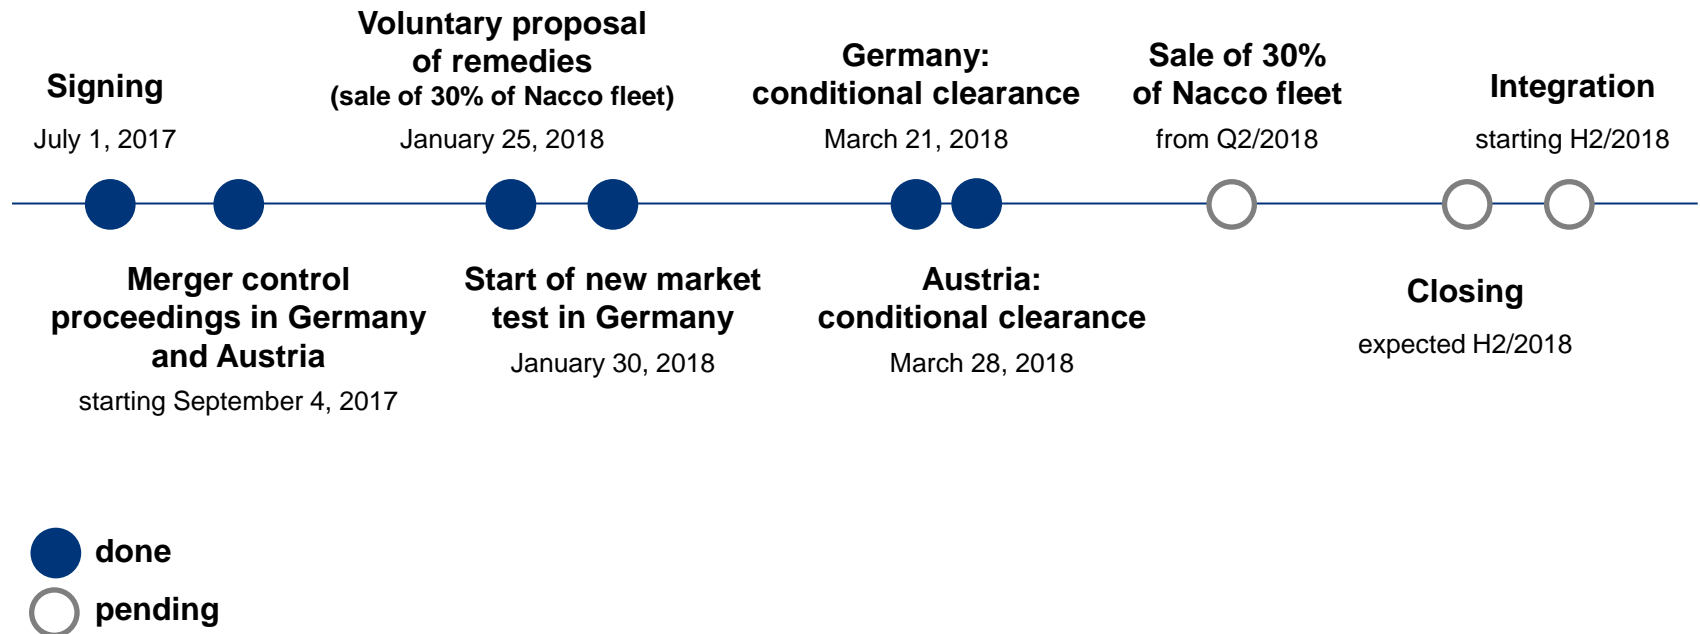 Signing
July 1, 2017
Voluntary proposal
of remedies
(sale of 30% of Nacco fleet)
January 25, 2018
Germany:
conditional clearance
March 21, 2018
Sale of 30%
of Nacco fleet
from Q2/2018
Integration
starting H2/2018
Merger control
proceedings in Germany
and Austria
starting September 4, 2017
Start of new market
test in Germany
January 30, 2018
Austria:
conditional clearance
March 28, 2018
Closing
expected H2/2018
done
pending